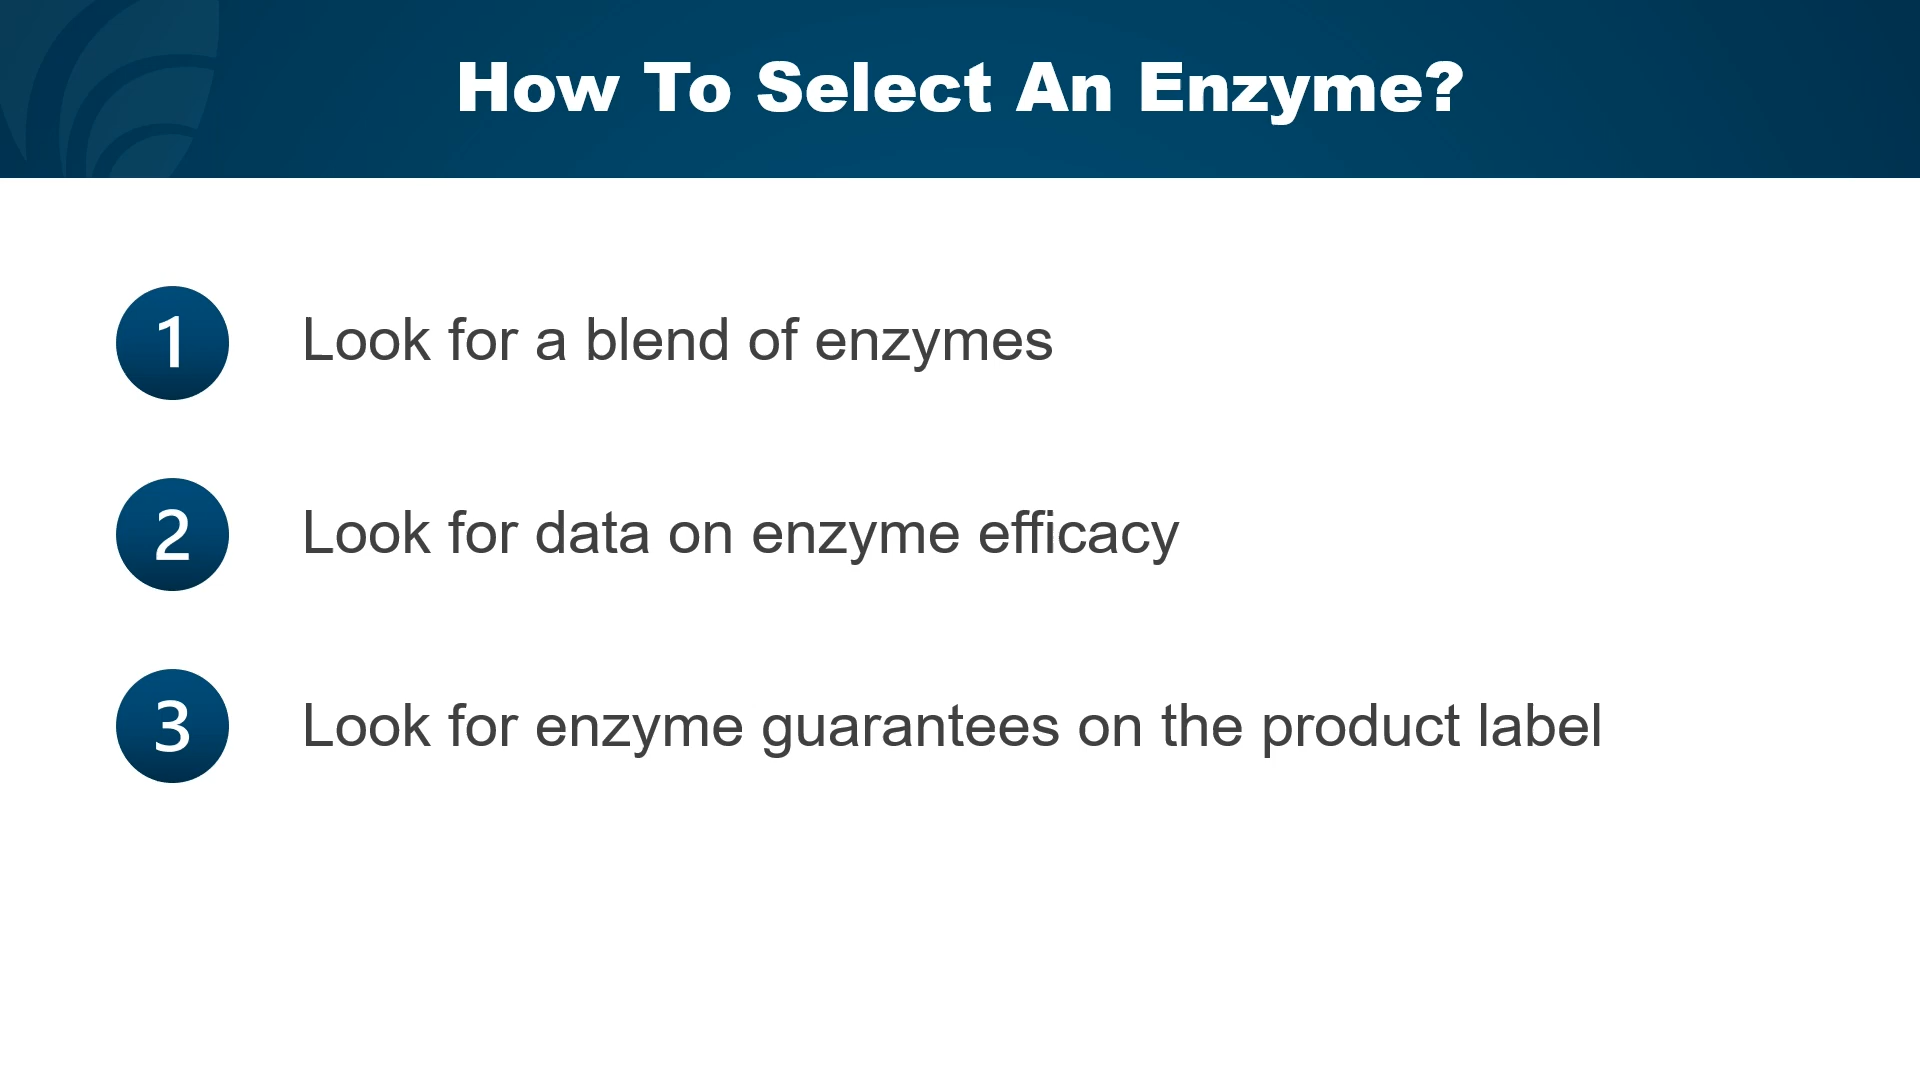 How To Select An Enzyme?
1 Look for a blend of enzymes
2 Look for data on enzyme efficacy
3 Look for enzyme guarantees on the product label